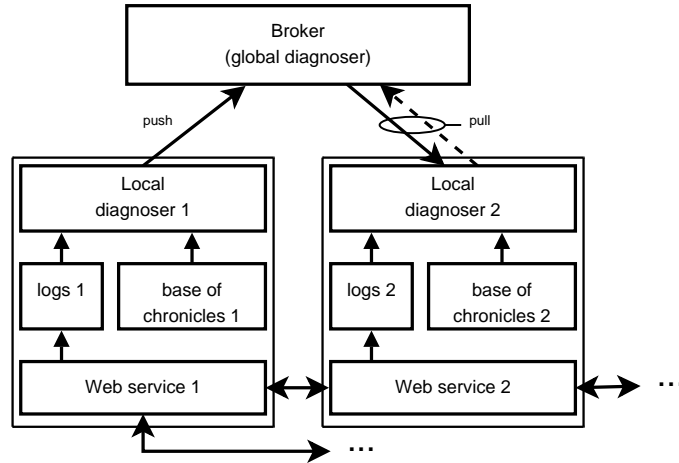 Broker
(global diagnoser)
push
pull
Local
diagnoser 1
Local
diagnoser 2
logs 1
base of
chronicles 1
logs 2
base of
chronicles 2
Web service 1
Web service 2
...
...